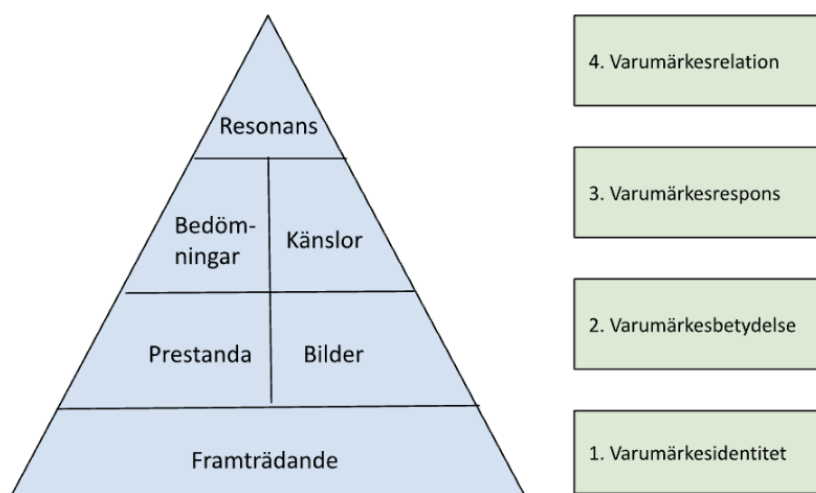 4. Varumärkesrelation
Resonans
3. Varumärkesrespons
Bedöm-
ningar
Känslor
2. Varumärkesbetydelse
Prestanda
Bilder
1. Varumärkesidentitet
Framträdande